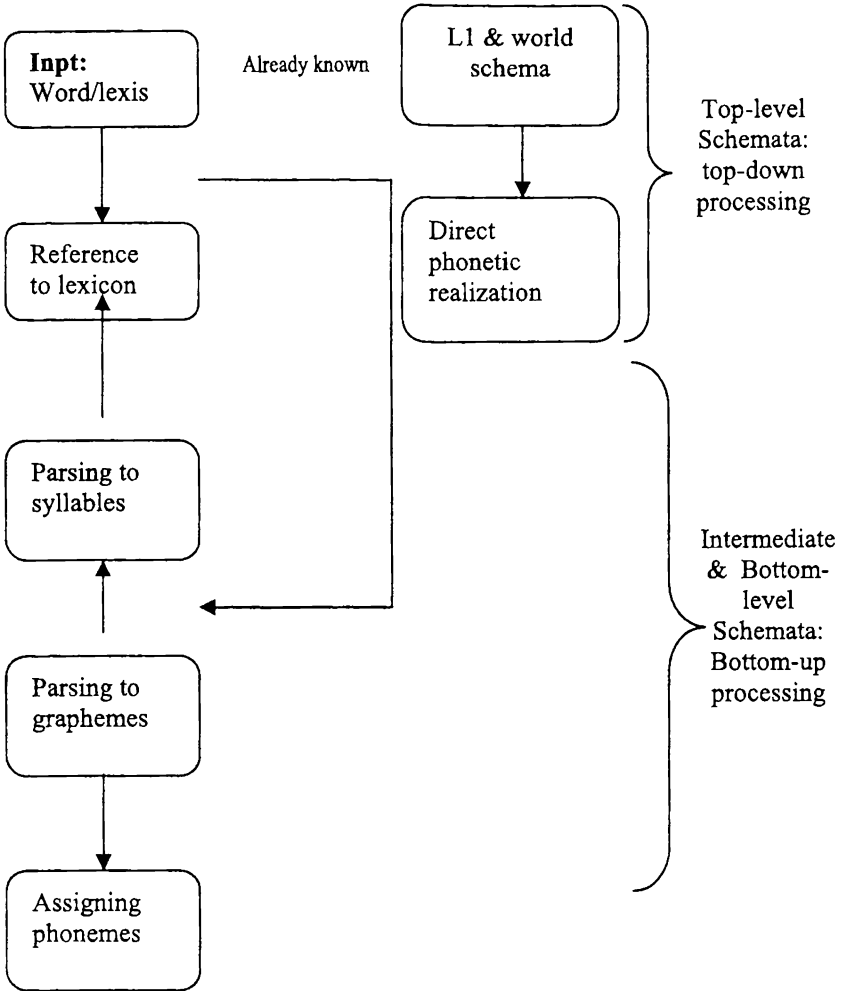 Inpt:
Word/lexis
Already known
L1 & world
schema
Top-level
Schemata:
top-down
processing
Reference
to lexicon
Direct
phonetic
realization
Parsing to
syllables
Intermediate
& Bottom-
level
Schemata:
Bottom-up
processing
Parsing to
graphemes
Assigning
phonemes